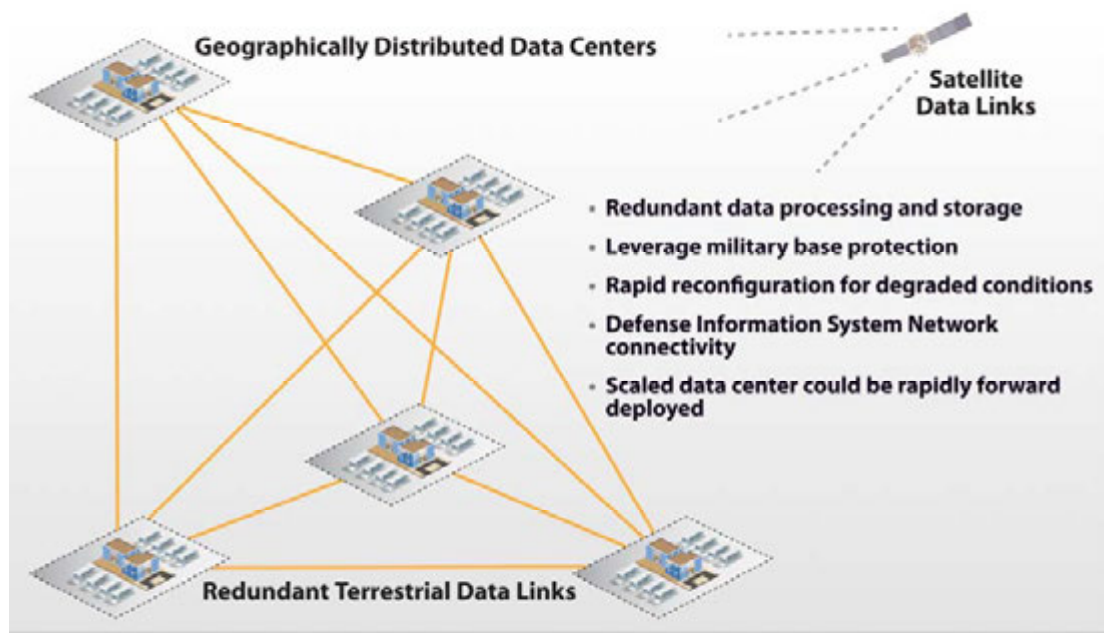 Geographically Distributed Data Centers
Satellite
Data Links
• Redundant data processing and storage
• Leverage military base protection
• Rapid reconfiguration for degraded conditions
• Defense Information System Network
connectivity
• Scaled data center could be rapidly forward
deployed
Redundant Terrestrial Data Links